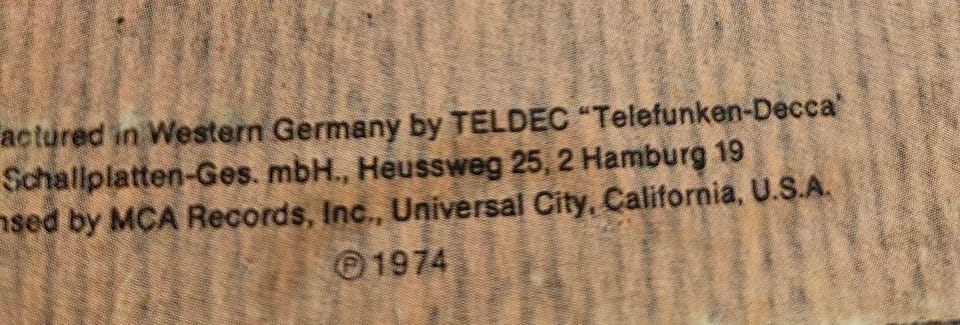 actured in Western Germany by TELDEC “Telefunken-Decca’
Schallplatten-Ges. mbH., Heussweg 25, 2 Hamburg 19
nsed by MCA Records, Inc., Universal City, California, U.S.A.
℗ 1974